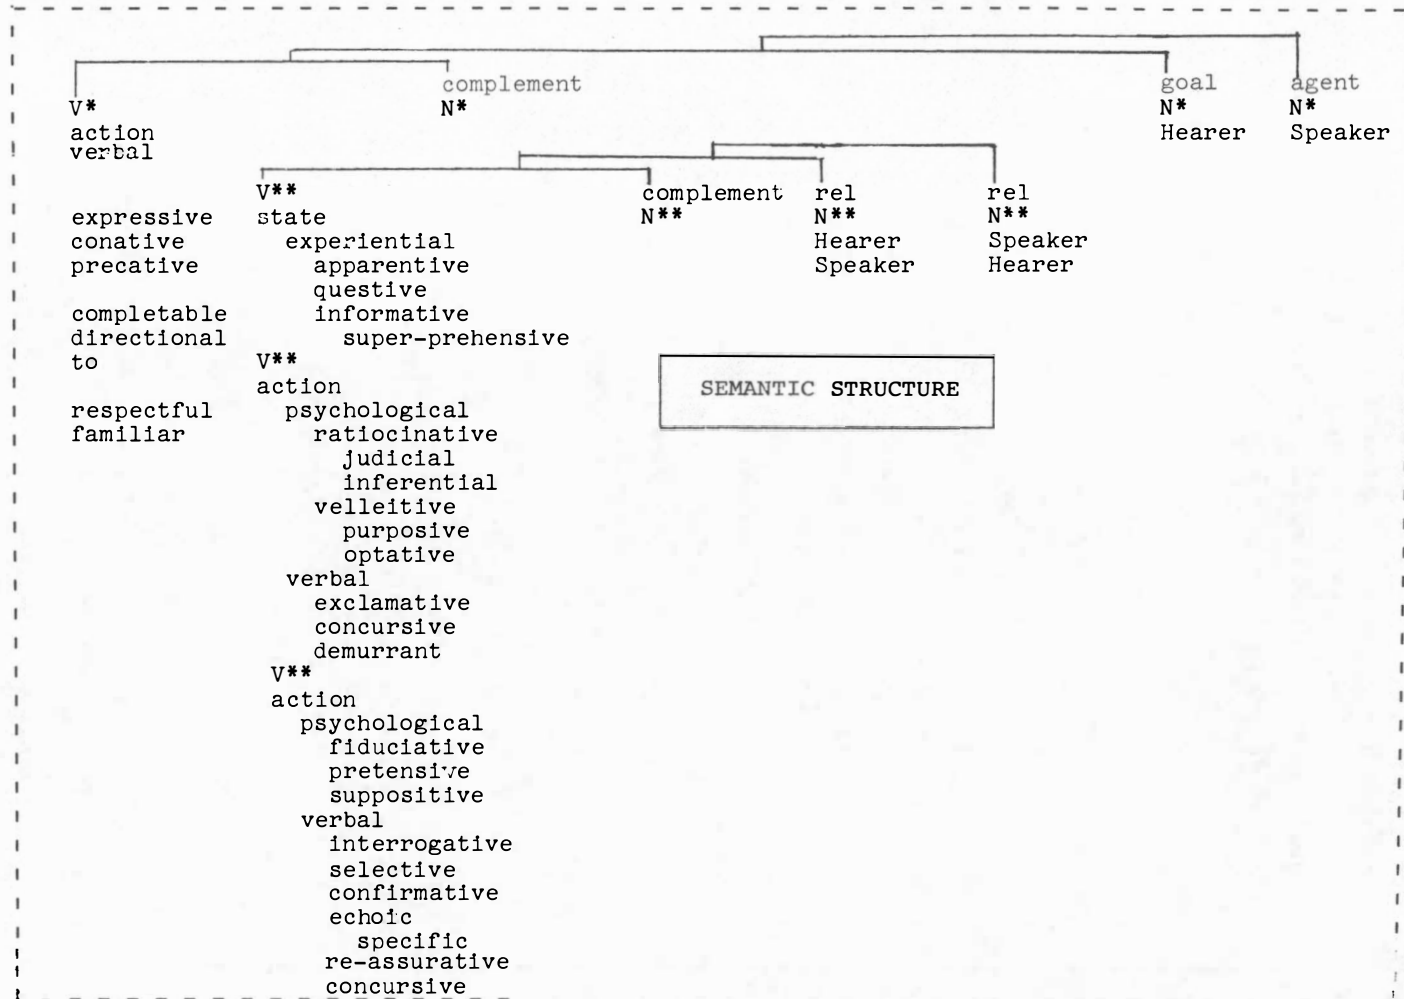 complement goal agent
V* N* N* N*
action Hearer Speaker
verbal
V** complement rel rel
expressive state N** N** N**
conative experiential Hearer Speaker
precative apparentive Speaker Hearer
questive
completable informative
directional super-prehensive
to V**
action
SEMANTIC STRUCTURE
respectful psychological
familiar ratiocinative
judicial
inferential
velleitive
purposive
optative
verbal
exclamative
concursive
demurrant
V**
action
psychological
fiduciative
pretensive
suppositive
verbal
interrogative
selective
confirmative
echoic
specific
re-assurative
concursive